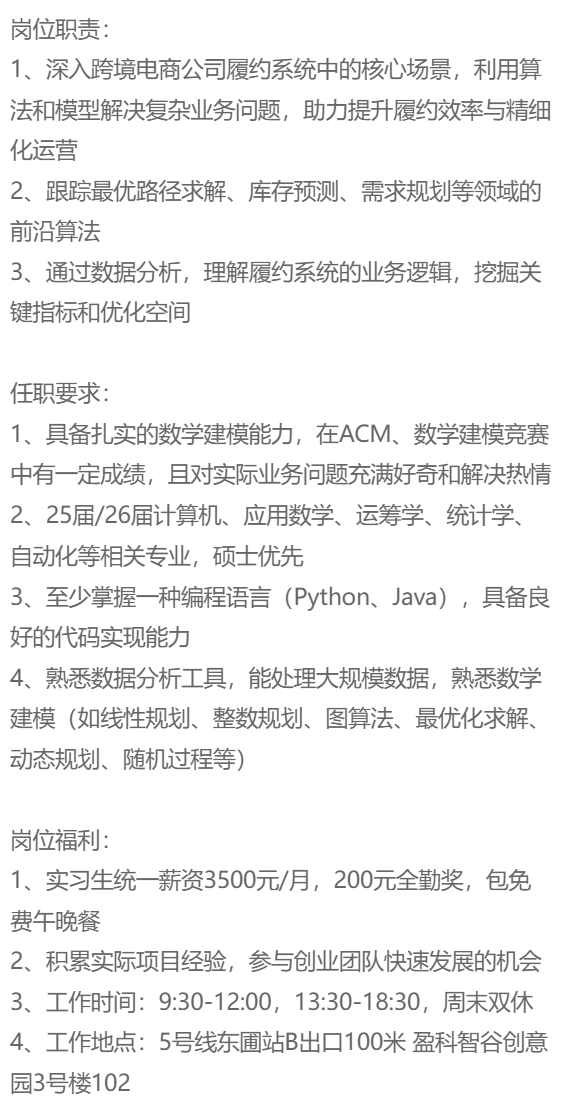 岗位职责：
1、深入跨境电商公司履约系统中的核心场景，利用算
法和模型解决复杂业务问题，助力提升履约效率与精细
化运营
2、跟踪最优路径求解、库存预测、需求规划等领域的
前沿算法
3、通过数据分析，理解履约系统的业务逻辑，挖掘关
键指标和优化空间
任职要求：
1、具备扎实的数学建模能力，在ACM、数学建模竞赛
中有一定成绩，且对实际业务问题充满好奇和解决热情
2、25届/26届计算机、应用数学、运筹学、统计学、
自动化等相关专业，硕士优先
3、至少掌握一种编程语言（Python、Java），具备良
好的代码实现能力
4、熟悉数据分析工具，能处理大规模数据，熟悉数学
建模（如线性规划、整数规划、图算法、最优化求解、
动态规划、随机过程等）
岗位福利：
1、实习生统一薪资3500元/月，200元全勤奖，包免
费午晚餐
2、积累实际项目经验，参与创业团队快速发展的机会
3、工作时间：9:30-12:00，13:30-18:30，周末双休
4、工作地点：5号线东圃站B出口100米 盈科智谷创意
园3号楼102